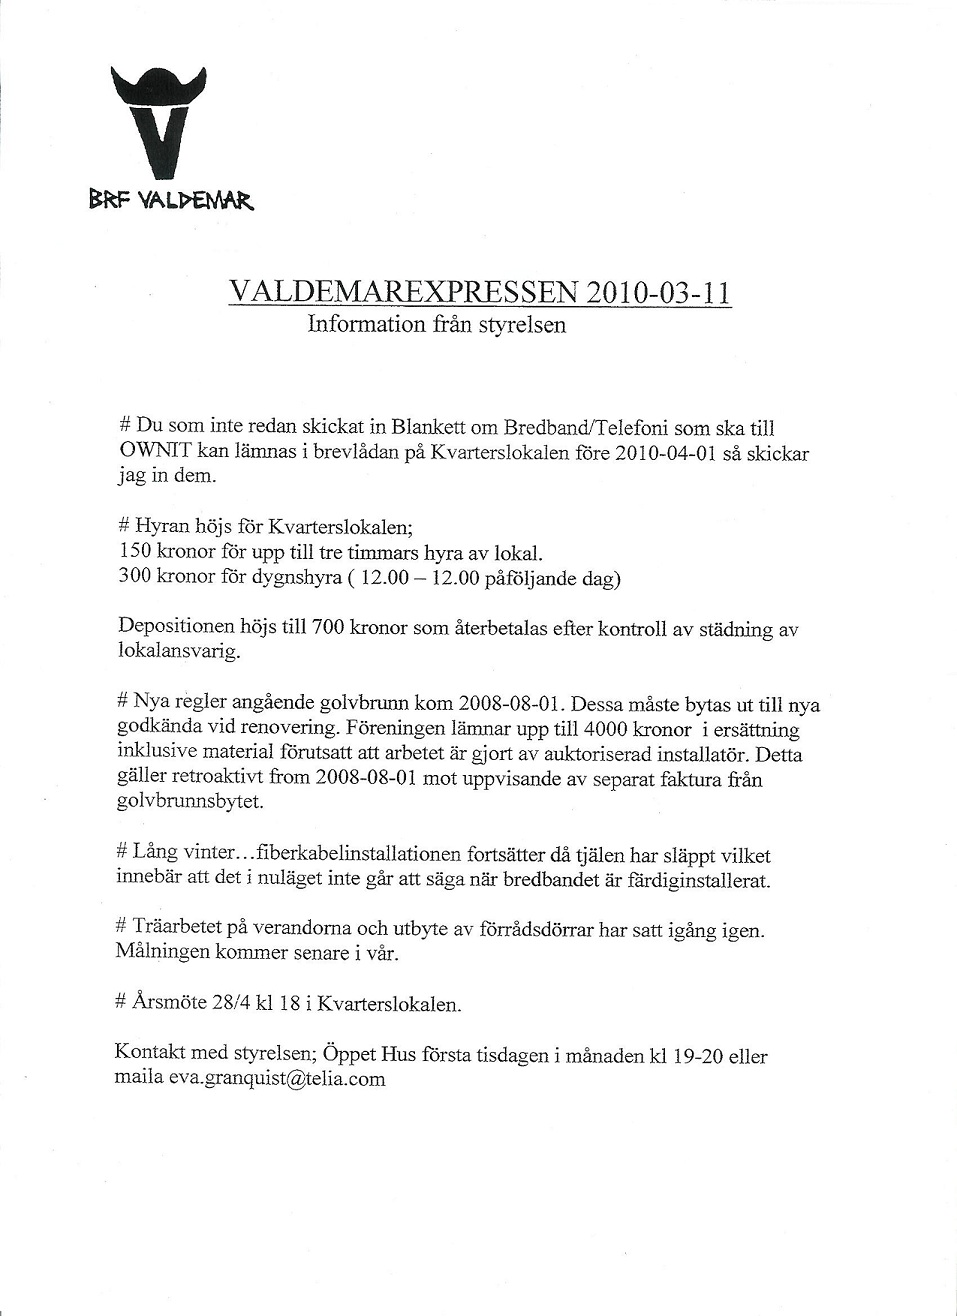 V
BRF VALDEMAR
VALDEMAREXPRESSEN 2010-03-11
Information från styrelsen
# Du som inte redan skickat in Blankett om Bredband/Telefoni som ska till
OWNIT kan lämnas i brevlådan på Kvarterslokalen före 2010-04-01 så skickar
jag in dem.
# Hyran höjs för Kvarterslokalen;
150 kronor för upp till tre timmars hyra av lokal.
300 kronor för dygnshyra ( 12.00 – 12.00 påföljande dag)
Depositionen höjs till 700 kronor som återbetalas efter kontroll av städning av
lokalansvarig.
# Nya regler angående golvbrunn kom 2008-08-01. Dessa måste bytas ut till nya
godkända vid renovering. Föreningen lämnar upp till 4000 kronor i ersättning
inklusive material förutsatt att arbetet är gjort av auktoriserad installatör. Detta
gäller retroaktivt from 2008-08-01 mot uppvisande av separat faktura från
golvbrunnsbytet.
# Lång vinter…fiberkabelinstallationen fortsätter då tjälen har släppt vilket
innebär att det i nuläget inte går att säga när bredbandet är färdiginstallerat.
# Träarbetet på verandorna och utbyte av förrådsdörrar har satt igång igen.
Målningen kommer senare i vår.
# Årsmöte 28/4 kl 18 i Kvarterslokalen.
Kontakt med styrelsen; Öppet Hus första tisdagen i månaden kl 19-20 eller
maila eva.granquist@telia.com